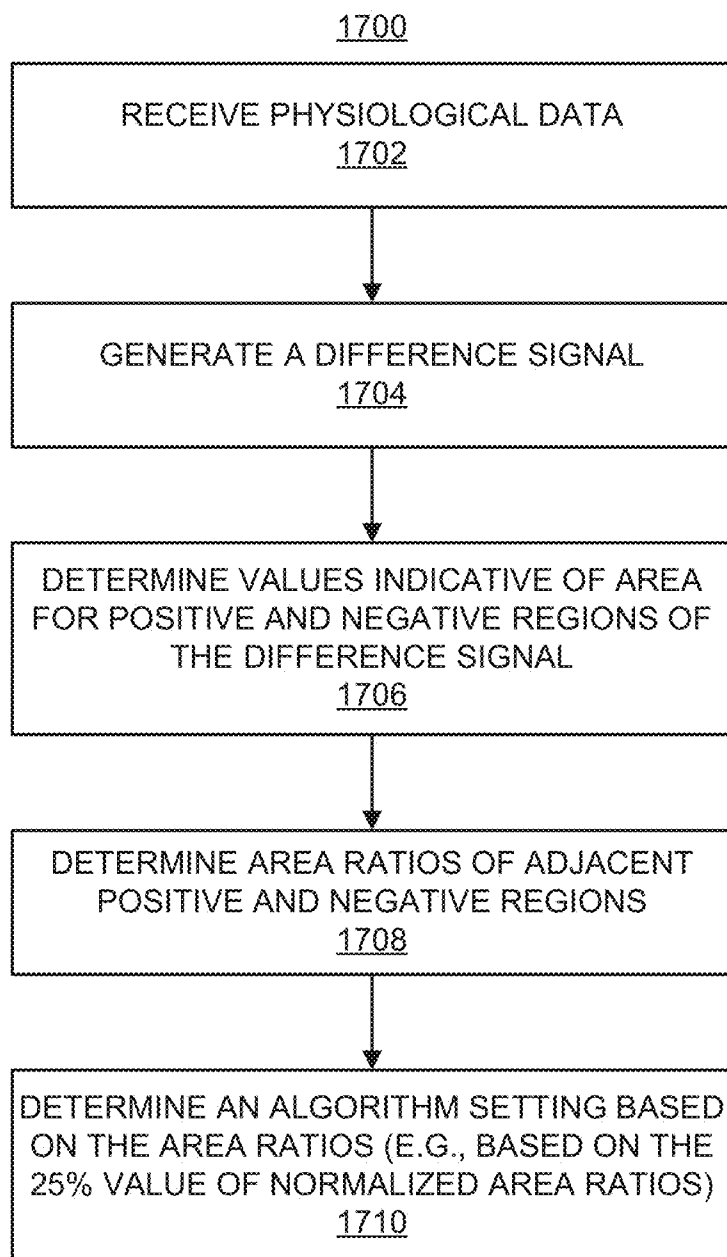 1700
RECEIVE PHYSIOLOGICAL DATA
1702
GENERATE A DIFFERENCE SIGNAL
1704
DETERMINE VALUES INDICATIVE OF AREA
FOR POSITIVE AND NEGATIVE REGIONS OF
THE DIFFERENCE SIGNAL
1706
DETERMINE AREA RATIOS OF ADJACENT
POSITIVE AND NEGATIVE REGIONS
1708
DETERMINE AN ALGORITHM SETTING BASED
ON THE AREA RATIOS (E.G., BASED ON THE
25% VALUE OF NORMALIZED AREA RATIOS)
1710